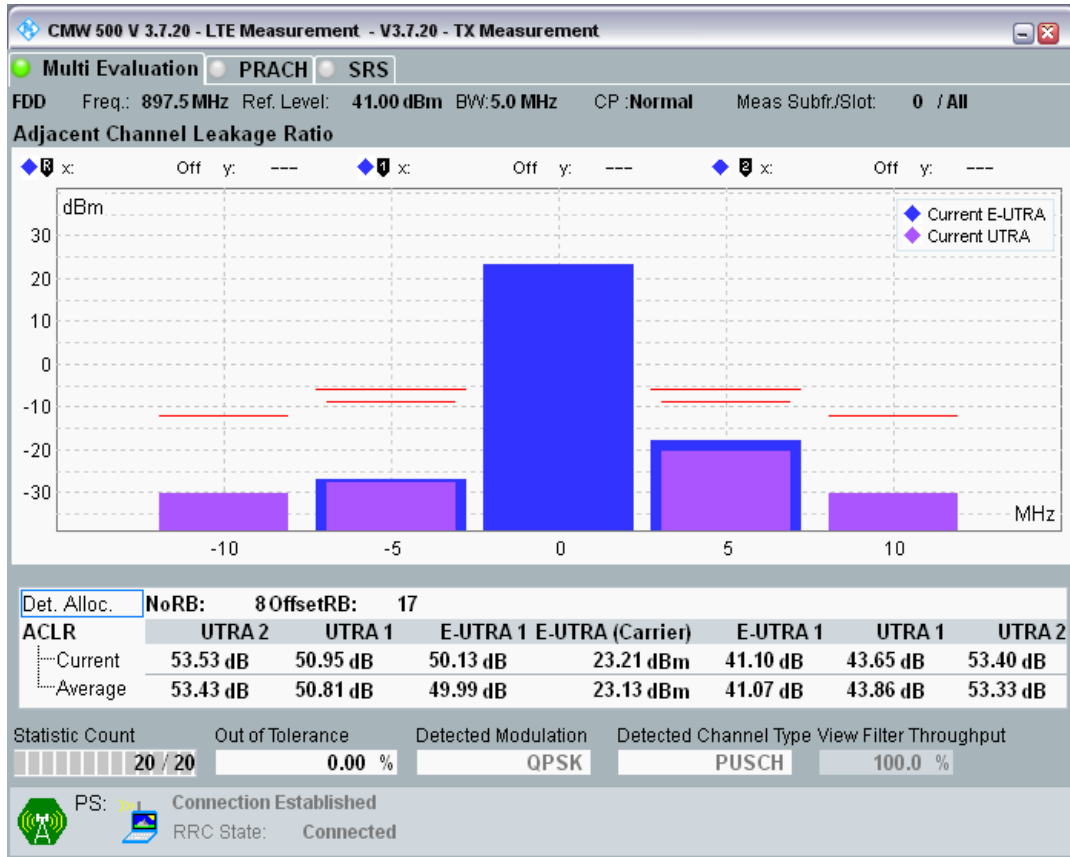 CMW 500 V 3.7.20 - LTE Measurement - V3.7.20 - TX Measurement
Multi Evaluation PRACH SRS
FDD Freq.: 897.5 MHz Ref. Level: 41.00 dBm BW: 5.0 MHz CP :Normal Meas Subfr./Slot: 0 / All
Adjacent Channel Leakage Ratio
R x: Off y: --- 1 x: Off y: --- 2 x: Off y: ---
dBm
Current E-UTRA
Current UTRA
30
20
10
0
-10
-20
-30
MHz
-10 -5 0 5 10
Det. Alloc. NoRB: 8 OffsetRB: 17
ACLR UTRA 2 UTRA 1 E-UTRA 1 E-UTRA (Carrier) E-UTRA 1 UTRA 1 UTRA 2
Current 53.53 dB 50.95 dB 50.13 dB 23.21 dBm 41.10 dB 43.65 dB 53.40 dB
Average 53.43 dB 50.81 dB 49.99 dB 23.13 dBm 41.07 dB 43.86 dB 53.33 dB
Statistic Count Out of Tolerance Detected Modulation Detected Channel Type View Filter Throughput
20 / 20 0.00 % QPSK PUSCH 100.0 %
PS: Connection Established
RRC State: Connected